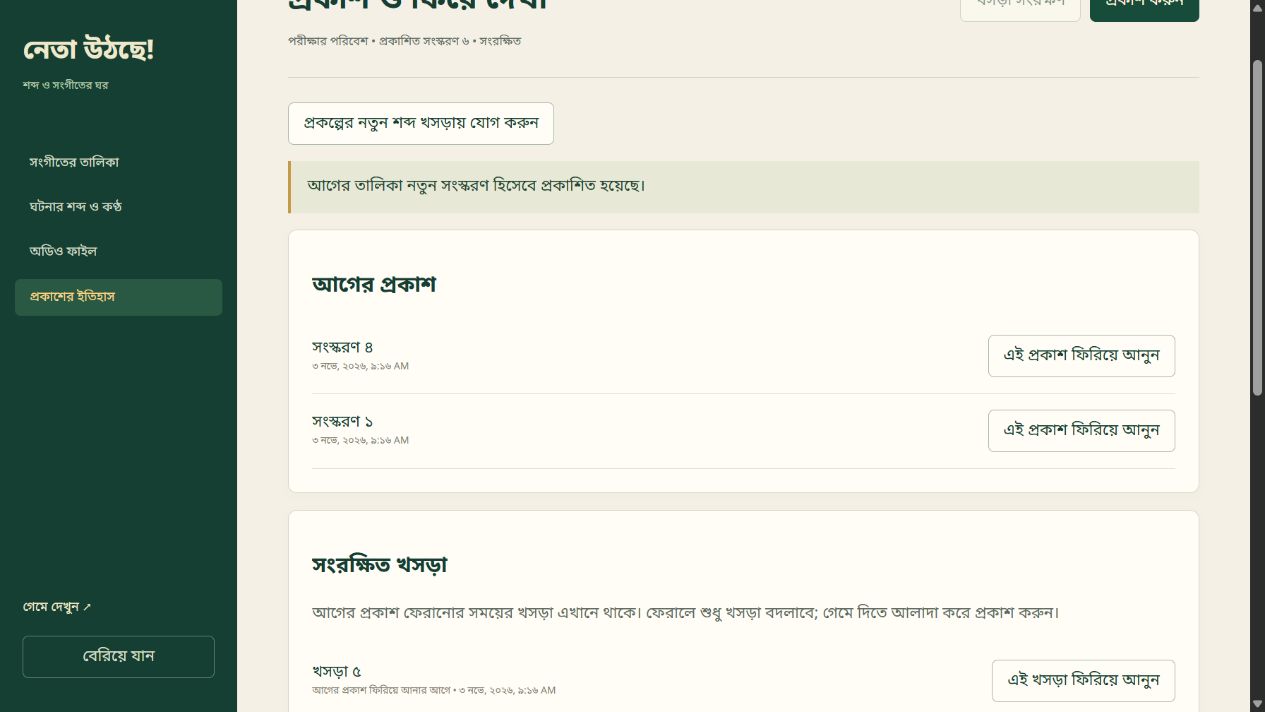 নেতা উঠছে!
শব্দ ও সংগীতের ঘর
সংগীতের তালিকা
ঘটনার শব্দ ও কণ্ঠ
অডিও ফাইল
প্রকাশের ইতিহাস
গেমে দেখুন ↗
বেরিয়ে যান
প্রকাশ ও ফিরে দেখা
খসড়া সংরক্ষণ
প্রকাশ করুন
পরীক্ষার পরিবেশ • প্রকাশিত সংস্করণ ৬ • সংরক্ষিত
প্রকল্পের নতুন শব্দ খসড়ায় যোগ করুন
আগের তালিকা নতুন সংস্করণ হিসেবে প্রকাশিত হয়েছে।
আগের প্রকাশ
সংস্করণ ৪
৩ নভে, ২০২৬, ৯:১৬ AM
এই প্রকাশ ফিরিয়ে আনুন
সংস্করণ ১
৩ নভে, ২০২৬, ৯:১৬ AM
এই প্রকাশ ফিরিয়ে আনুন
সংরক্ষিত খসড়া
আগের প্রকাশ ফেরানোর সময়ের খসড়া এখানে থাকে। ফেরালে শুধু খসড়া বদলাবে; গেমে দিতে আলাদা করে প্রকাশ করুন।
খসড়া ৫
আগের প্রকাশ ফিরিয়ে আনার আগে • ৩ নভে, ২০২৬, ৯:১৬ AM
এই খসড়া ফিরিয়ে আনুন